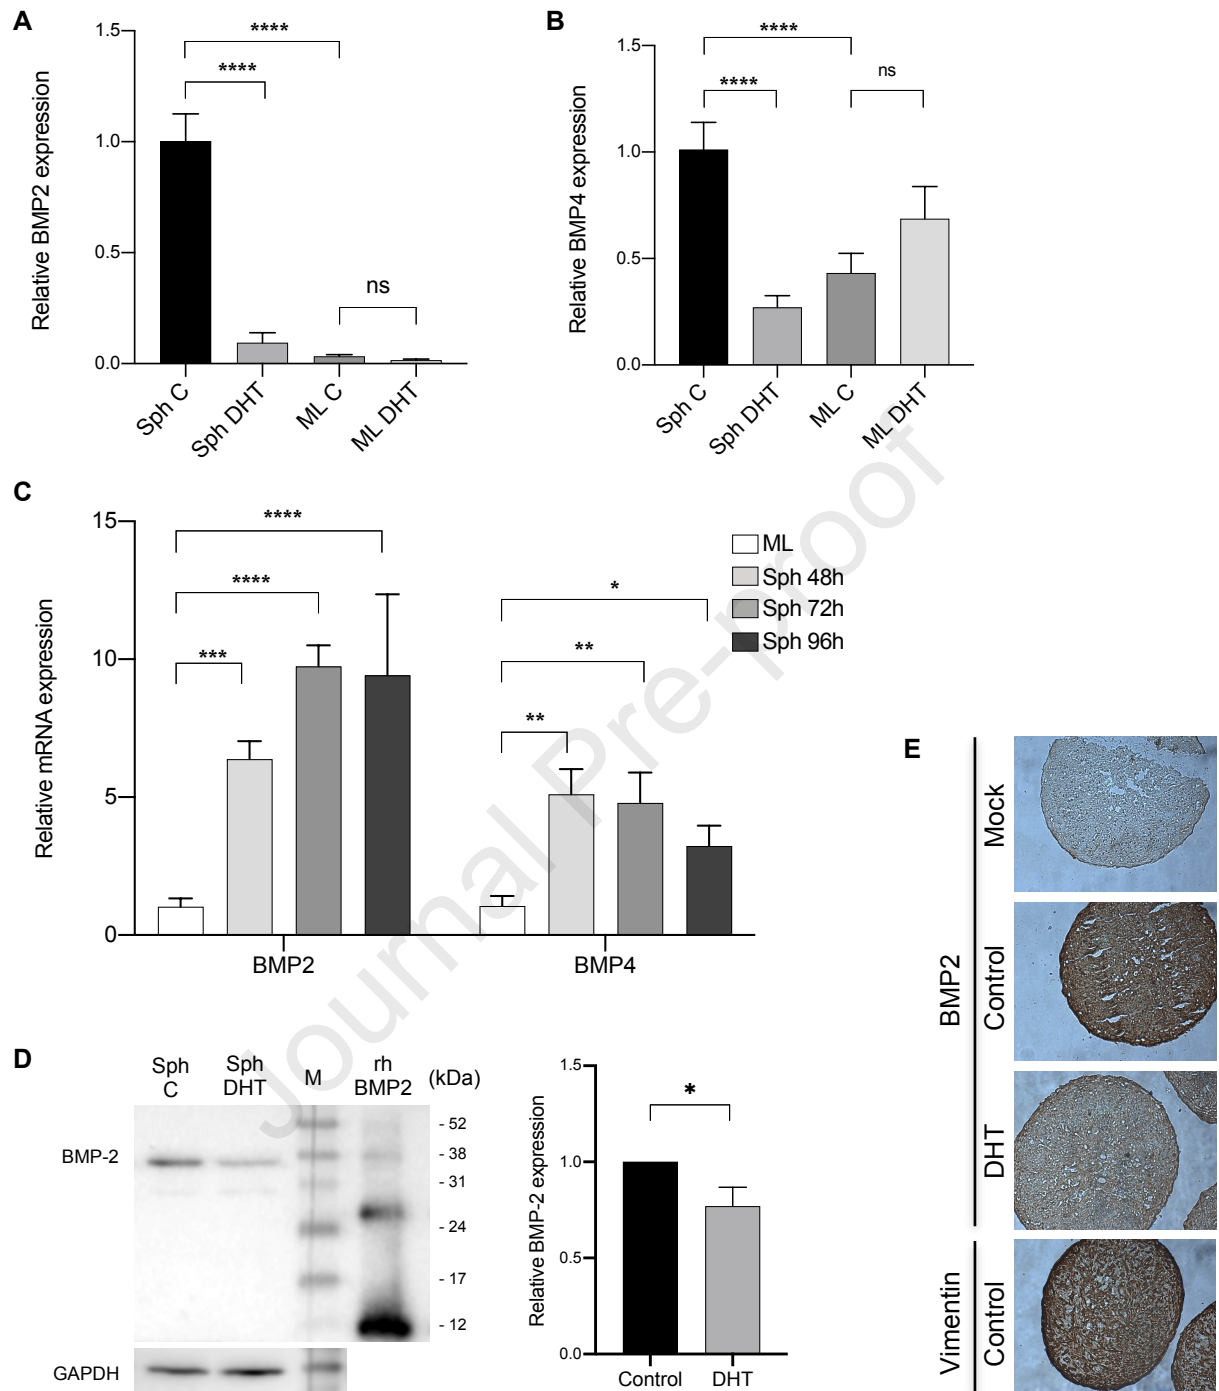 A
Relative BMP2 expression
1.5
1.0
0.5
0.0
****
****
ns
Sph C
Sph DHT
ML C
ML DHT
B
Relative BMP4 expression
1.5
1.0
0.5
0.0
****
****
ns
Sph C
Sph DHT
ML C
ML DHT
C
Relative mRNA expression
15
10
5
0
****
****
***
*
**
**
ML
Sph 48h
Sph 72h
Sph 96h
BMP2
BMP4
D
Sph C
Sph DHT
M
rh BMP2
(kDa)
BMP-2
- 52
- 38
- 31
- 24
- 17
- 12
GAPDH
Relative BMP-2 expression
1.5
1.0
0.5
0.0
*
Control
DHT
E
BMP2
Mock
Control
DHT
Vimentin
Control
Journal Pre-proof